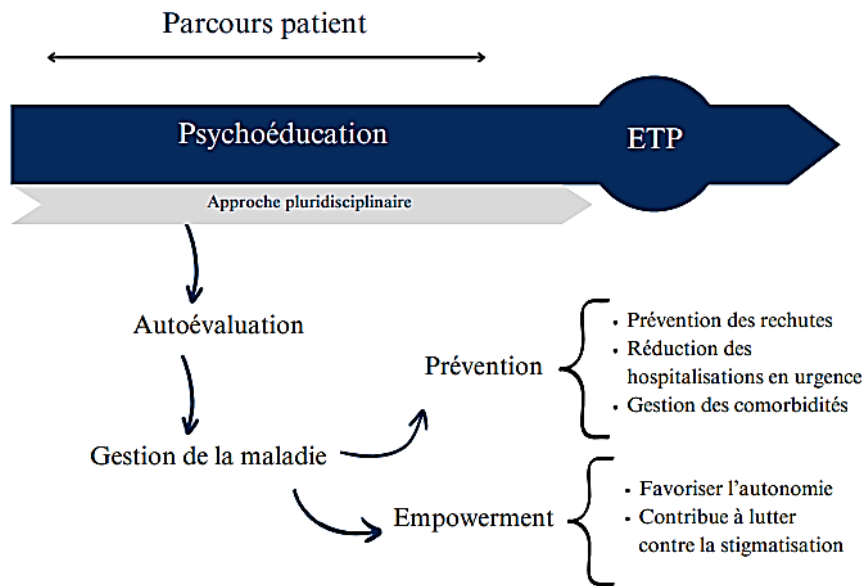 Parcours patient
Psychoéducation
ETP
Approche pluridisciplinaire
Autoévaluation
Gestion de la maladie
Prévention
• Prévention des rechutes
• Réduction des
hospitalisations en urgence
• Gestion des comorbidités
Empowerment
• Favoriser l'autonomie
• Contribue à lutter
contre la stigmatisation